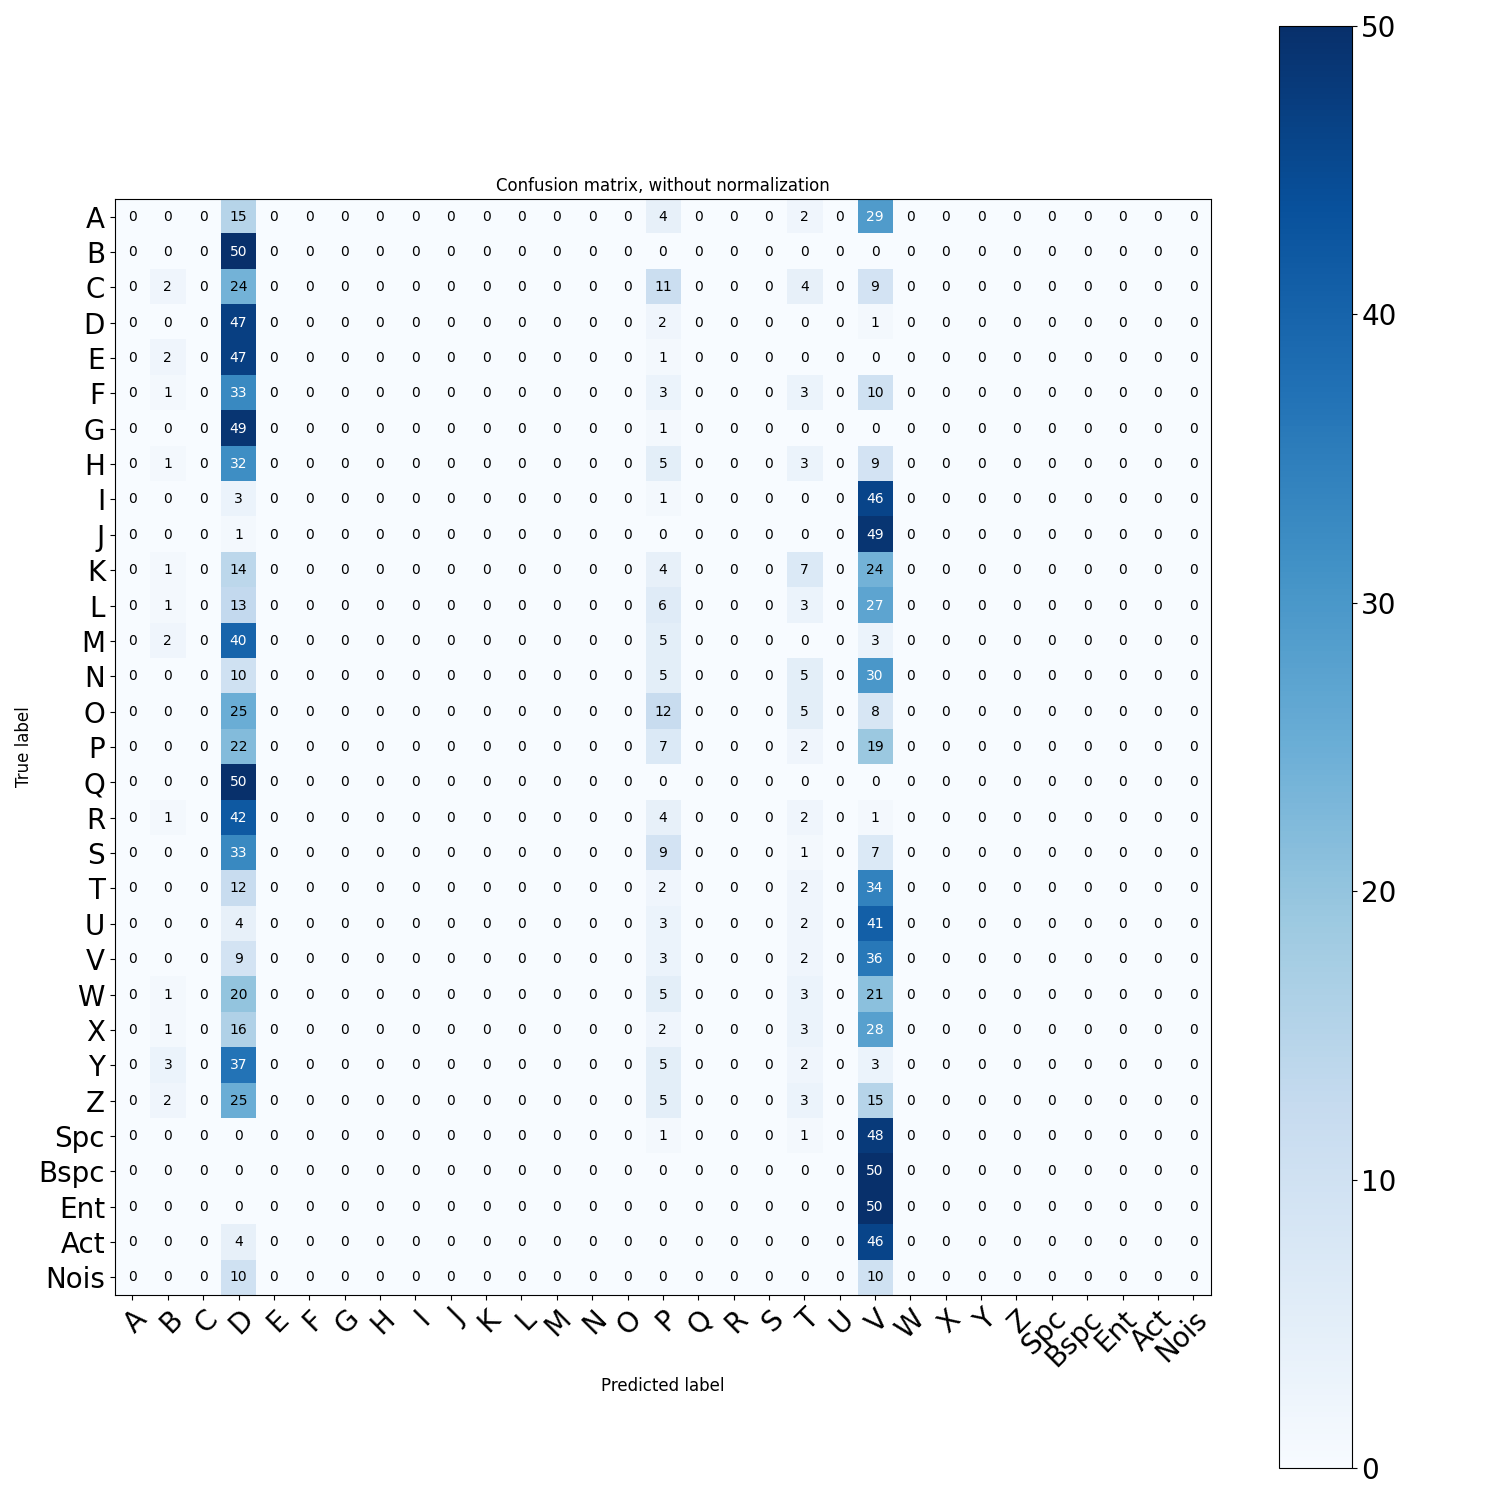 Confusion matrix, without normalization
A 0 0 0 15 0 0 0 0 0 0 0 0 0 0 0 4 0 0 0 2 0 29 0 0 0 0 0 0 0 0 0
B 0 0 0 50 0 0 0 0 0 0 0 0 0 0 0 0 0 0 0 0 0 0 0 0 0 0 0 0 0 0 0
C 0 2 0 24 0 0 0 0 0 0 0 0 0 0 0 11 0 0 0 4 0 9 0 0 0 0 0 0 0 0 0
D 0 0 0 47 0 0 0 0 0 0 0 0 0 0 0 2 0 0 0 0 0 1 0 0 0 0 0 0 0 0 0
E 0 2 0 47 0 0 0 0 0 0 0 0 0 0 0 1 0 0 0 0 0 0 0 0 0 0 0 0 0 0 0
F 0 1 0 33 0 0 0 0 0 0 0 0 0 0 0 3 0 0 0 3 0 10 0 0 0 0 0 0 0 0 0
G 0 0 0 49 0 0 0 0 0 0 0 0 0 0 0 1 0 0 0 0 0 0 0 0 0 0 0 0 0 0 0
H 0 1 0 32 0 0 0 0 0 0 0 0 0 0 0 5 0 0 0 3 0 9 0 0 0 0 0 0 0 0 0
I 0 0 0 3 0 0 0 0 0 0 0 0 0 0 0 1 0 0 0 0 0 46 0 0 0 0 0 0 0 0 0
J 0 0 0 1 0 0 0 0 0 0 0 0 0 0 0 0 0 0 0 0 0 49 0 0 0 0 0 0 0 0 0
K 0 1 0 14 0 0 0 0 0 0 0 0 0 0 0 4 0 0 0 7 0 24 0 0 0 0 0 0 0 0 0
L 0 1 0 13 0 0 0 0 0 0 0 0 0 0 0 6 0 0 0 3 0 27 0 0 0 0 0 0 0 0 0
M 0 2 0 40 0 0 0 0 0 0 0 0 0 0 0 5 0 0 0 0 0 3 0 0 0 0 0 0 0 0 0
N 0 0 0 10 0 0 0 0 0 0 0 0 0 0 0 5 0 0 0 5 0 30 0 0 0 0 0 0 0 0 0
O 0 0 0 25 0 0 0 0 0 0 0 0 0 0 0 12 0 0 0 5 0 8 0 0 0 0 0 0 0 0 0
P 0 0 0 22 0 0 0 0 0 0 0 0 0 0 0 7 0 0 0 2 0 19 0 0 0 0 0 0 0 0 0
Q 0 0 0 50 0 0 0 0 0 0 0 0 0 0 0 0 0 0 0 0 0 0 0 0 0 0 0 0 0 0 0
R 0 1 0 42 0 0 0 0 0 0 0 0 0 0 0 4 0 0 0 2 0 1 0 0 0 0 0 0 0 0 0
S 0 0 0 33 0 0 0 0 0 0 0 0 0 0 0 9 0 0 0 1 0 7 0 0 0 0 0 0 0 0 0
T 0 0 0 12 0 0 0 0 0 0 0 0 0 0 0 2 0 0 0 2 0 34 0 0 0 0 0 0 0 0 0
U 0 0 0 4 0 0 0 0 0 0 0 0 0 0 0 3 0 0 0 2 0 41 0 0 0 0 0 0 0 0 0
V 0 0 0 9 0 0 0 0 0 0 0 0 0 0 0 3 0 0 0 2 0 36 0 0 0 0 0 0 0 0 0
W 0 1 0 20 0 0 0 0 0 0 0 0 0 0 0 5 0 0 0 3 0 21 0 0 0 0 0 0 0 0 0
X 0 1 0 16 0 0 0 0 0 0 0 0 0 0 0 2 0 0 0 3 0 28 0 0 0 0 0 0 0 0 0
Y 0 3 0 37 0 0 0 0 0 0 0 0 0 0 0 5 0 0 0 2 0 3 0 0 0 0 0 0 0 0 0
Z 0 2 0 25 0 0 0 0 0 0 0 0 0 0 0 5 0 0 0 3 0 15 0 0 0 0 0 0 0 0 0
Spc 0 0 0 0 0 0 0 0 0 0 0 0 0 0 0 1 0 0 0 1 0 48 0 0 0 0 0 0 0 0 0
Bspc 0 0 0 0 0 0 0 0 0 0 0 0 0 0 0 0 0 0 0 0 0 50 0 0 0 0 0 0 0 0 0
Ent 0 0 0 0 0 0 0 0 0 0 0 0 0 0 0 0 0 0 0 0 0 50 0 0 0 0 0 0 0 0 0
Act 0 0 0 4 0 0 0 0 0 0 0 0 0 0 0 0 0 0 0 0 0 46 0 0 0 0 0 0 0 0 0
Nois 0 0 0 10 0 0 0 0 0 0 0 0 0 0 0 0 0 0 0 0 0 10 0 0 0 0 0 0 0 0 0
A B C D E F G H I J K L M N O P Q R S T U V W X Y Z Spc Bspc Ent Act Nois
Predicted label
True label
50
40
30
20
10
0